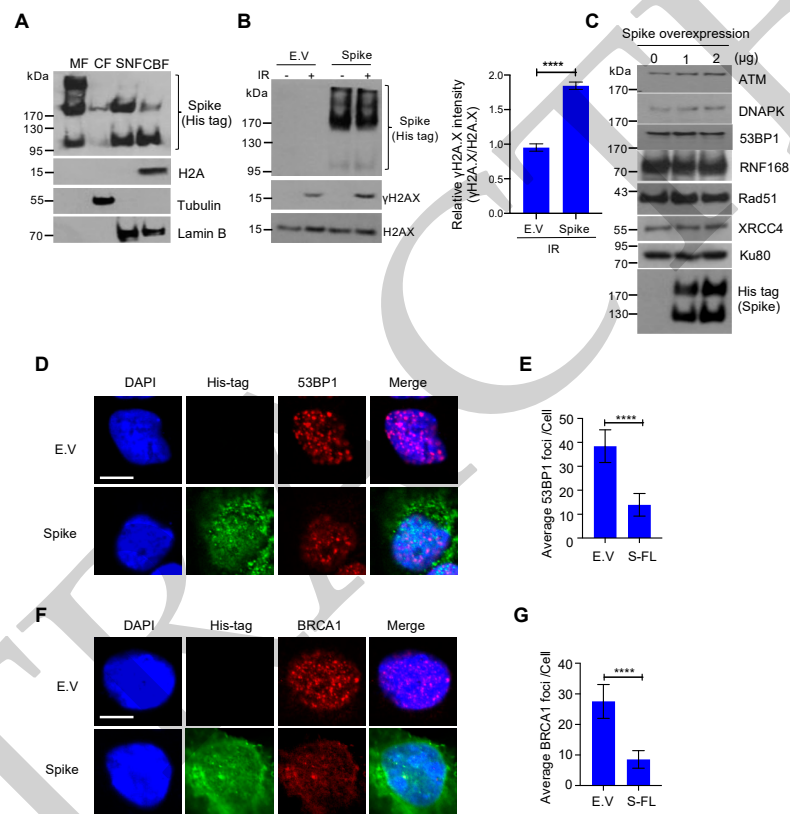 A
MF CF SNF CBF
kDa
170
130
95
55
15
70
Spike
(His tag)
H2A
Tubulin
Lamin B
B
E.V Spike
IR - + - +
kDa
170
130
95
15
15
Spike
(His tag)
γH2AX
H2AX
Relative γH2A.X intensity
(γH2A.X/H2A.X)
2.0
1.5
1.0
0.5
0.0
****
E.V Spike
IR
C
Spike overexpression
0 1 2 (µg)
kDa
170
170
170
70
43
55
95
70
170
130
ATM
DNAPK
53BP1
RNF168
Rad51
XRCC4
Ku80
His tag
(Spike)
D
DAPI His-tag 53BP1 Merge
E.V
Spike
E
Average 53BP1 foci /Cell
50
40
30
20
10
0
****
E.V S-FL
F
DAPI His-tag BRCA1 Merge
E.V
Spike
G
Average BRCA1 foci /Cell
40
30
20
10
0
****
E.V S-FL